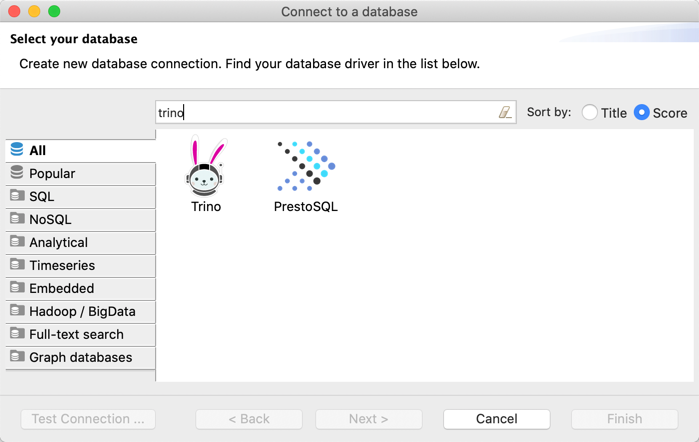 Connect to a database
Select your database
Create new database connection. Find your database driver in the list below.
trino
Sort by: Title Score
All
Popular
SQL
NoSQL
Analytical
Timeseries
Embedded
Hadoop / BigData
Full-text search
Graph databases
Trino PrestoSQL
Test Connection ... < Back Next > Cancel Finish